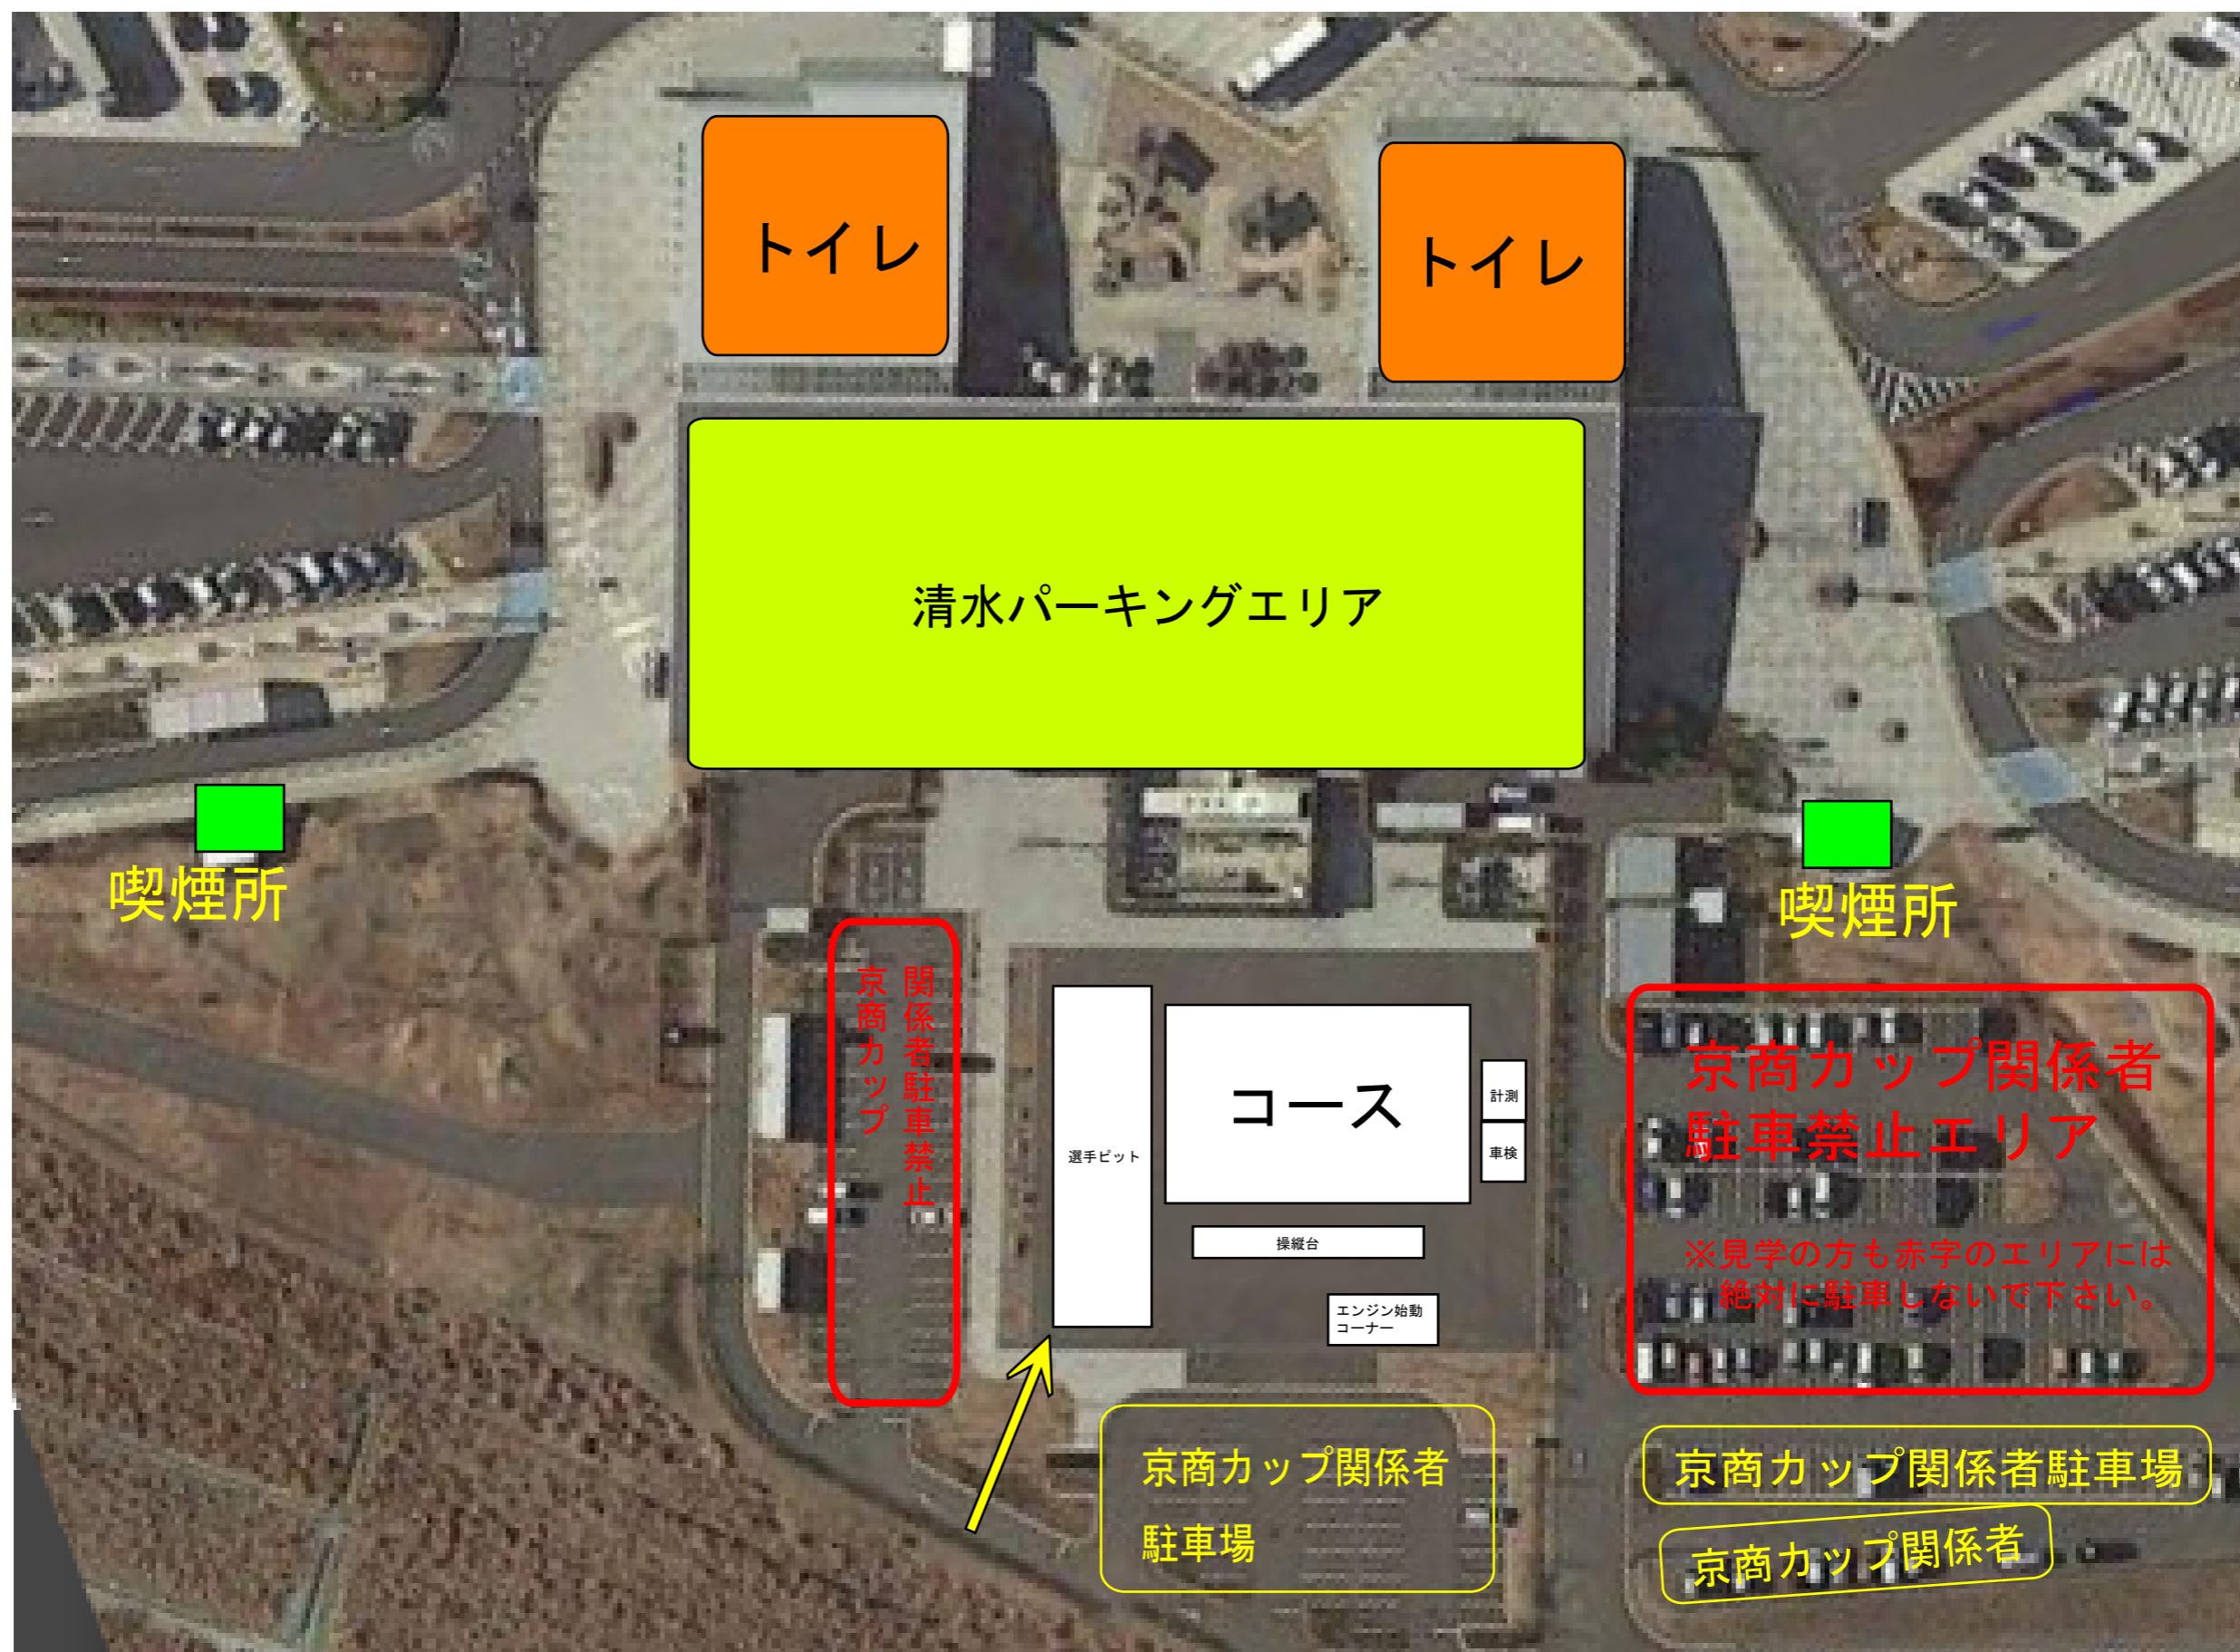 トイレ
トイレ
清水パーキングエリア
喫煙所
喫煙所
関係者駐車禁止
京商カップ
選手ピット
コース
計測
車検
操縦台
エンジン始動
コーナー
京商カップ関係者
駐車禁止エリア
※見学の方も赤字のエリアには
絶対に駐車しないで下さい。
京商カップ関係者
駐車場
京商カップ関係者駐車場
京商カップ関係者